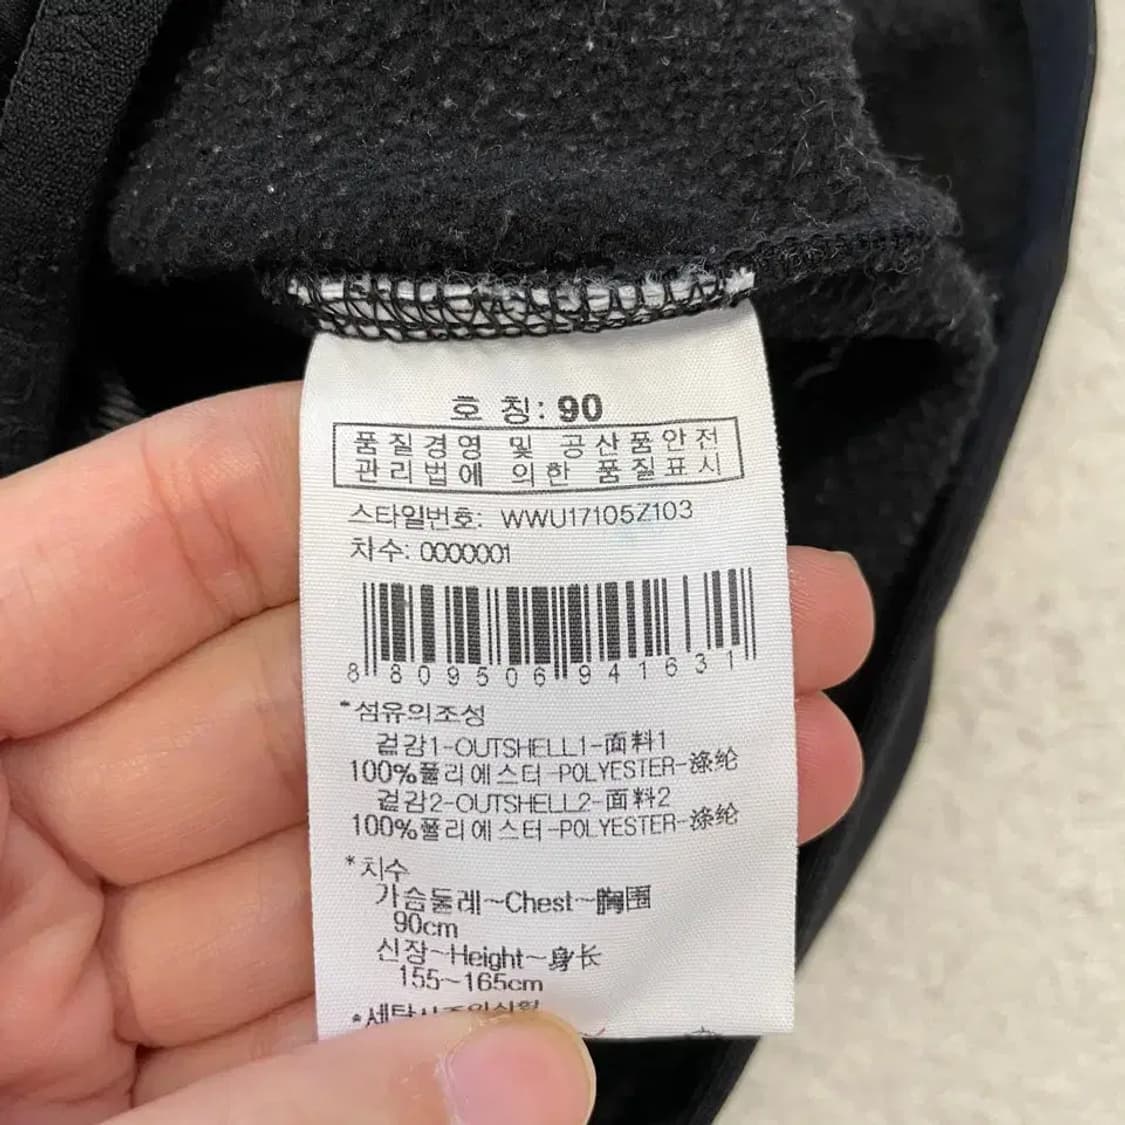 호 칭: 90
품질경영 및 공산품안전
관리법에 의한 품질표시
스타일번호: WWU17105Z103
치수: 0000001
8 809506 941631
*섬유의조성
겉감1-OUTSHELL1-面料1
100%폴리에스터-POLYESTER-涤纶
겉감2-OUTSHELL2-面料2
100%폴리에스터-POLYESTER-涤纶
*치수
가슴둘레~Chest~胸围
90cm
신장~Height~身长
155~165cm